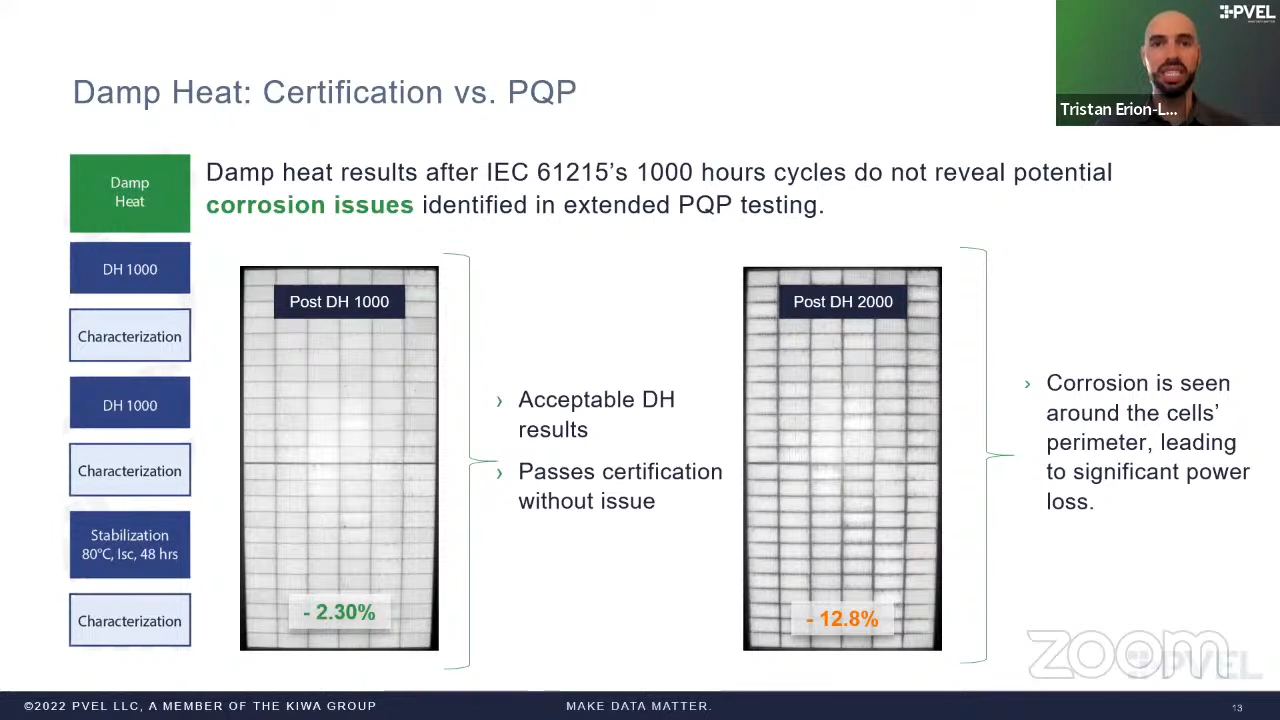 PVEL
Tristan Erion-L...
Damp Heat: Certification vs. PQP
Damp
Heat
DH 1000
Characterization
DH 1000
Characterization
Stabilization
80°C, Isc, 48 hrs
Characterization
Damp heat results after IEC 61215’s 1000 hours cycles do not reveal potential
corrosion issues identified in extended PQP testing.
Post DH 1000
- 2.30%
› Acceptable DH
results
› Passes certification
without issue
Post DH 2000
- 12.8%
› Corrosion is seen
around the cells’
perimeter, leading
to significant power
loss.
zoom
PVEL
©2022 PVEL LLC, A MEMBER OF THE KIWA GROUP
MAKE DATA MATTER.
13